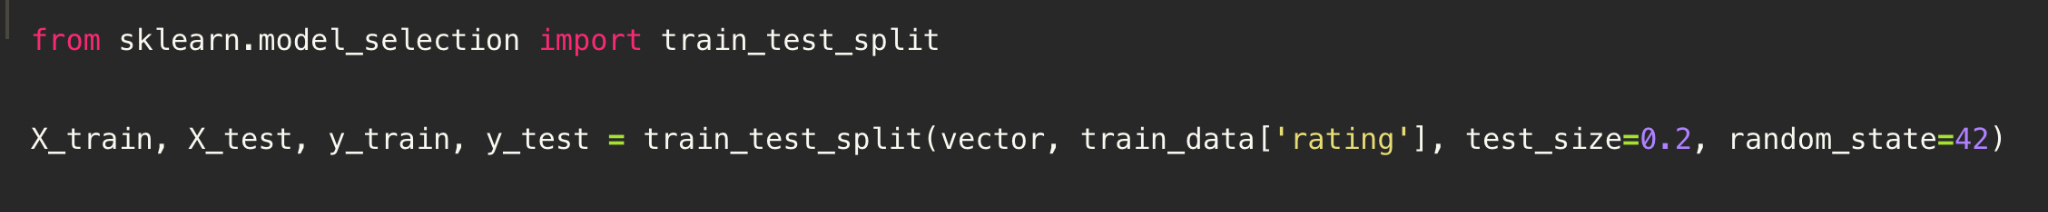 from sklearn.model_selection import train_test_split
X_train, X_test, y_train, y_test = train_test_split(vector, train_data['rating'], test_size=0.2, random_state=42)